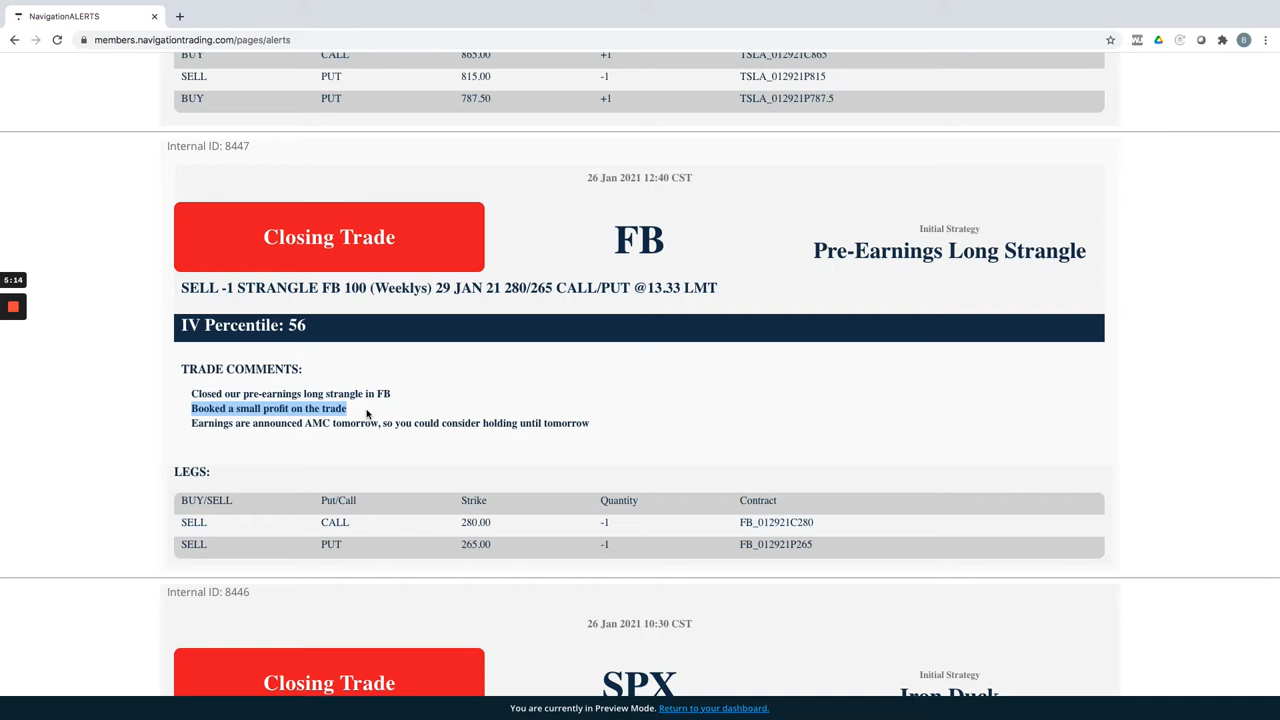 NavigationALERTS
members.navigationtrading.com/pages/alerts
B
BUY CALL 865.00 +1 TSLA_012921C865
SELL PUT 815.00 -1 TSLA_012921P815
BUY PUT 787.50 +1 TSLA_012921P787.5
Internal ID: 8447
26 Jan 2021 12:40 CST
Closing Trade
FB
Initial Strategy
Pre-Earnings Long Strangle
5:14
SELL -1 STRANGLE FB 100 (Weeklys) 29 JAN 21 280/265 CALL/PUT @13.33 LMT
IV Percentile: 56
TRADE COMMENTS:
Closed our pre-earnings long strangle in FB
Booked a small profit on the trade
Earnings are announced AMC tomorrow, so you could consider holding until tomorrow
LEGS:
BUY/SELL Put/Call Strike Quantity Contract
SELL CALL 280.00 -1 FB_012921C280
SELL PUT 265.00 -1 FB_012921P265
Internal ID: 8446
26 Jan 2021 10:30 CST
Closing Trade
SPX
Initial Strategy
Iron Duck
You are currently in Preview Mode. Return to your dashboard.